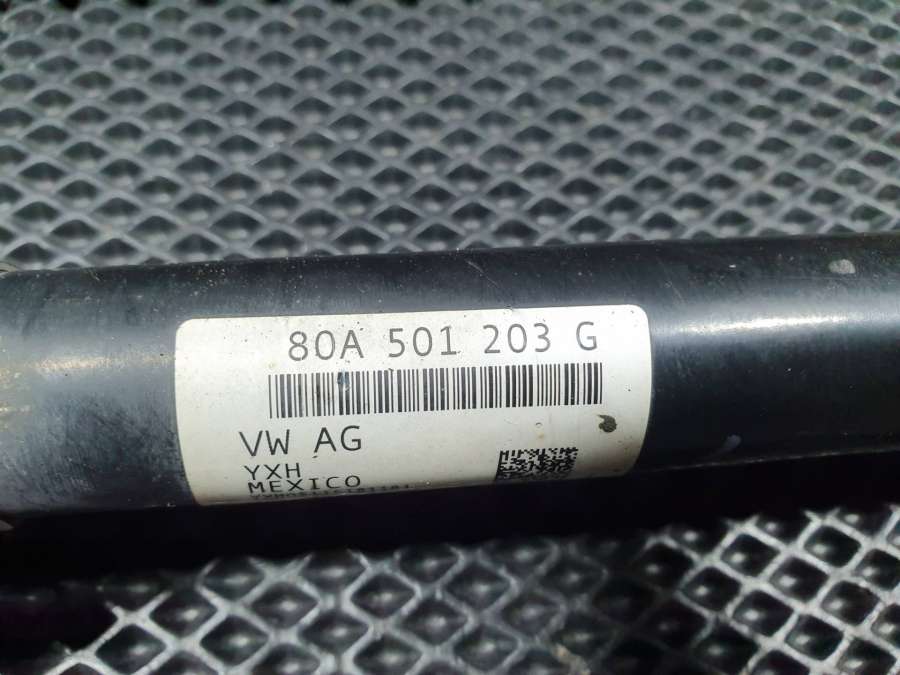 80A 501 203 G
VW AG
YXH
MEXICO